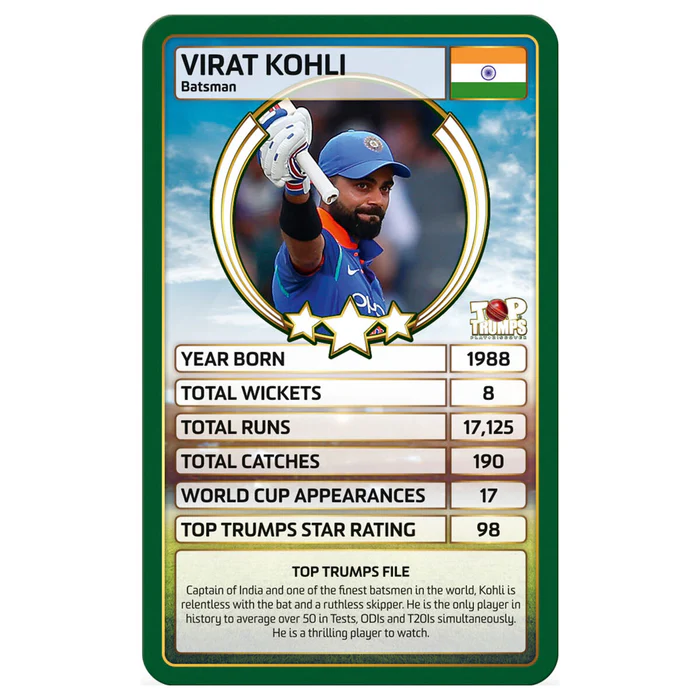 VIRAT KOHLI
Batsman
TOP
TRUMPS
PLAY•DISCOVER
YEAR BORN 1988
TOTAL WICKETS 8
TOTAL RUNS 17,125
TOTAL CATCHES 190
WORLD CUP APPEARANCES 17
TOP TRUMPS STAR RATING 98
TOP TRUMPS FILE
Captain of India and one of the finest batsmen in the world, Kohli is
relentless with the bat and a ruthless skipper. He is the only player in
history to average over 50 in Tests, ODIs and T20Is simultaneously.
He is a thrilling player to watch.